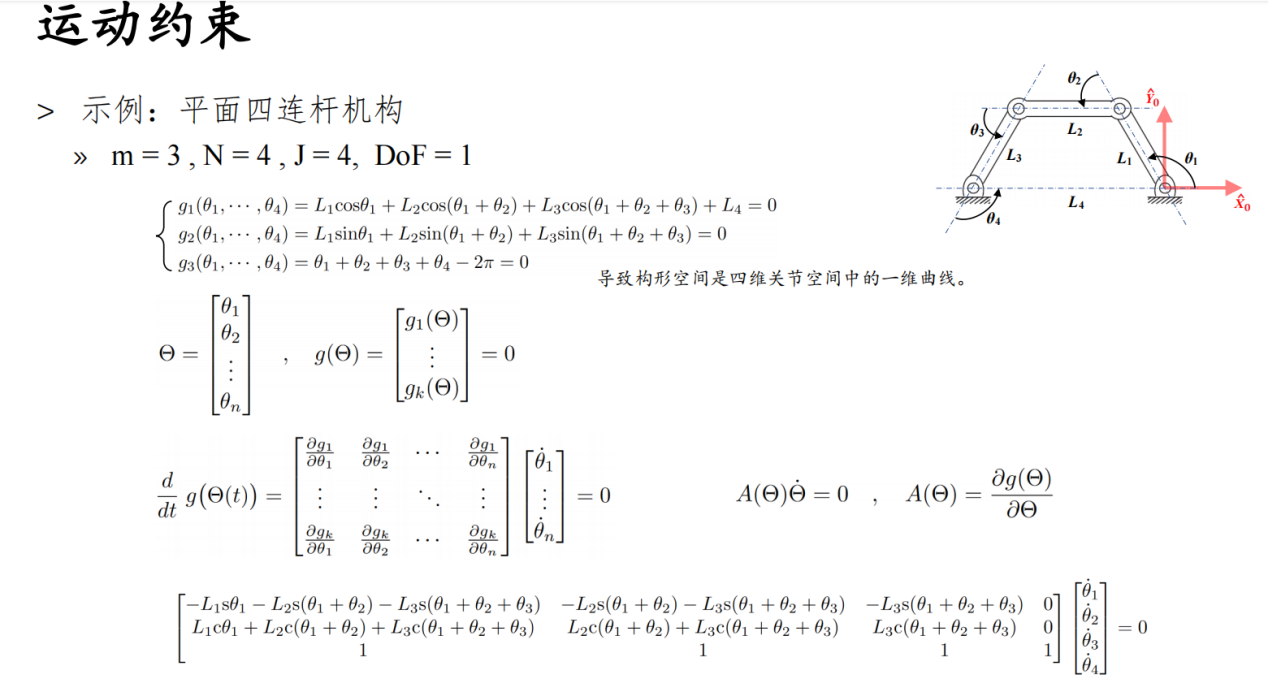 运动约束
> 示例：平面四连杆机构
» m = 3 , N = 4 , J = 4, DoF = 1
θ₂
Ŷ₀
θ₃
L₂
L₃
L₁
θ₁
L₄
X̂₀
θ₄
g₁(θ₁, ⋯ , θ₄) = L₁cosθ₁ + L₂cos(θ₁ + θ₂) + L₃cos(θ₁ + θ₂ + θ₃) + L₄ = 0
g₂(θ₁, ⋯ , θ₄) = L₁sinθ₁ + L₂sin(θ₁ + θ₂) + L₃sin(θ₁ + θ₂ + θ₃) = 0
g₃(θ₁, ⋯ , θ₄) = θ₁ + θ₂ + θ₃ + θ₄ − 2π = 0
导致构形空间是四维关节空间中的一维曲线。
Θ = [θ₁ θ₂ ⋮ θₙ] , g(Θ) = [g₁(Θ) ⋮ gₖ(Θ)] = 0
d/dt g(Θ(t)) = [∂g₁/∂θ₁ ∂g₁/∂θ₂ ⋯ ∂g₁/∂θₙ ; ⋮ ⋮ ⋱ ⋮ ; ∂gₖ/∂θ₁ ∂gₖ/∂θ₂ ⋯ ∂gₖ/∂θₙ] [θ̇₁ ⋮ θ̇ₙ] = 0
A(Θ)Θ̇ = 0 , A(Θ) = ∂g(Θ)/∂Θ
−L₁sθ₁ − L₂s(θ₁ + θ₂) − L₃s(θ₁ + θ₂ + θ₃) −L₂s(θ₁ + θ₂) − L₃s(θ₁ + θ₂ + θ₃) −L₃s(θ₁ + θ₂ + θ₃) 0
L₁cθ₁ + L₂c(θ₁ + θ₂) + L₃c(θ₁ + θ₂ + θ₃) L₂c(θ₁ + θ₂) + L₃c(θ₁ + θ₂ + θ₃) L₃c(θ₁ + θ₂ + θ₃) 0
1 1 1 1
[θ̇₁ θ̇₂ θ̇₃ θ̇₄] = 0